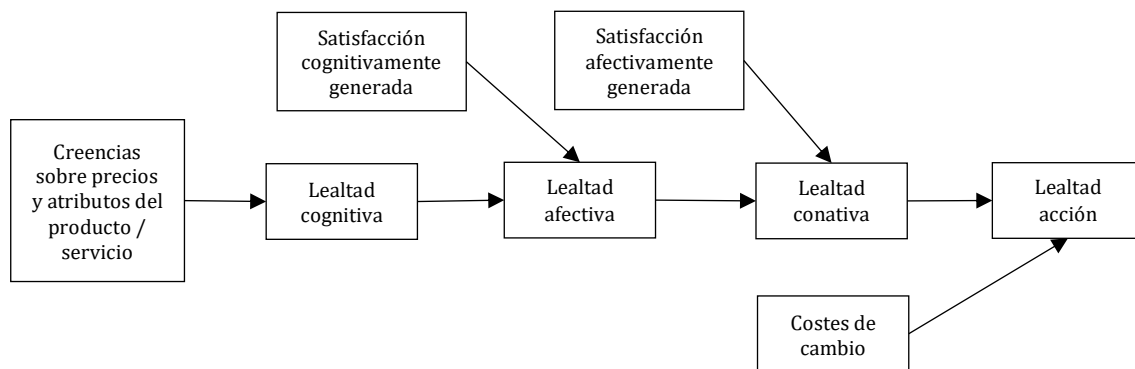 Satisfacción
cognitivamente
generada
Satisfacción
afectivamente
generada
Creencias
sobre precios
y atributos del
producto /
servicio
Lealtad
cognitiva
Lealtad
afectiva
Lealtad
conativa
Lealtad
acción
Costes de
cambio